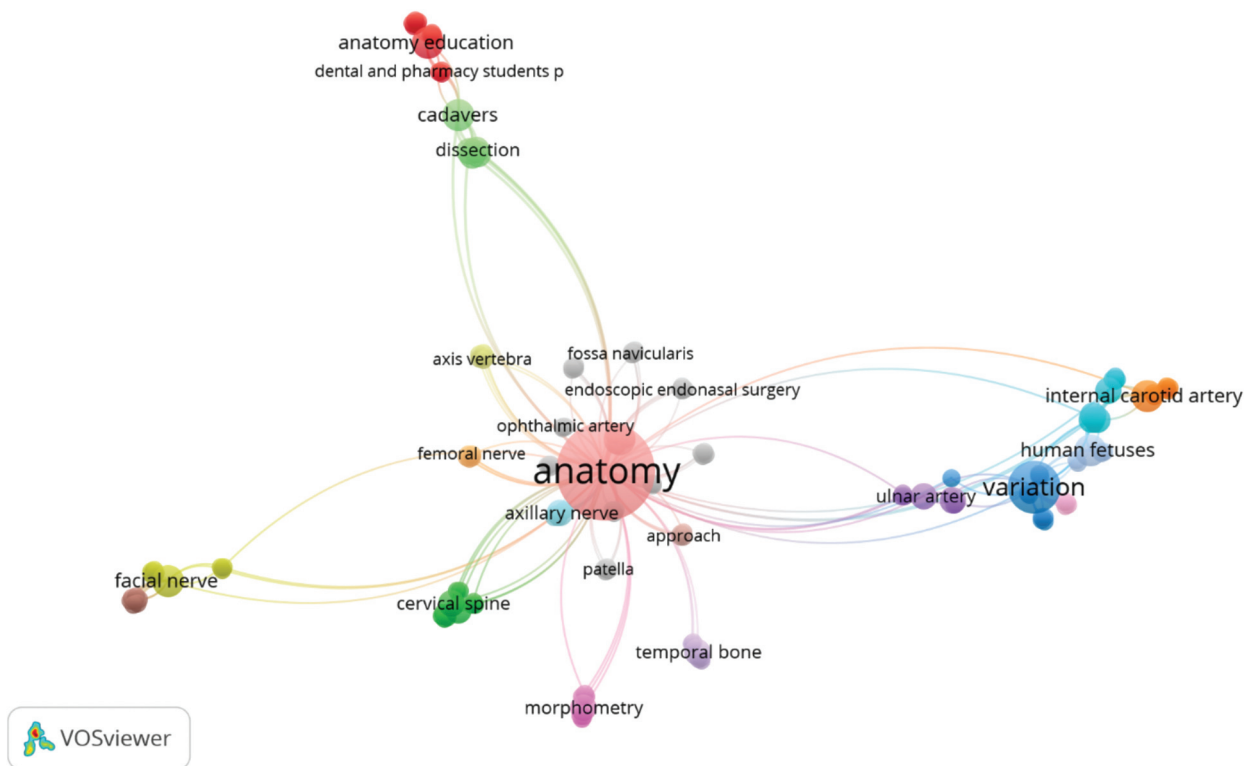 anatomy education
dental and pharmacy students p
cadavers
dissection
axis vertebra
fossa navicularis
endoscopic endonasal surgery
ophthalmic artery
femoral nerve
anatomy
axillary nerve
approach
patella
internal carotid artery
human fetuses
variation
ulnar artery
facial nerve
cervical spine
temporal bone
morphometry
VOSviewer